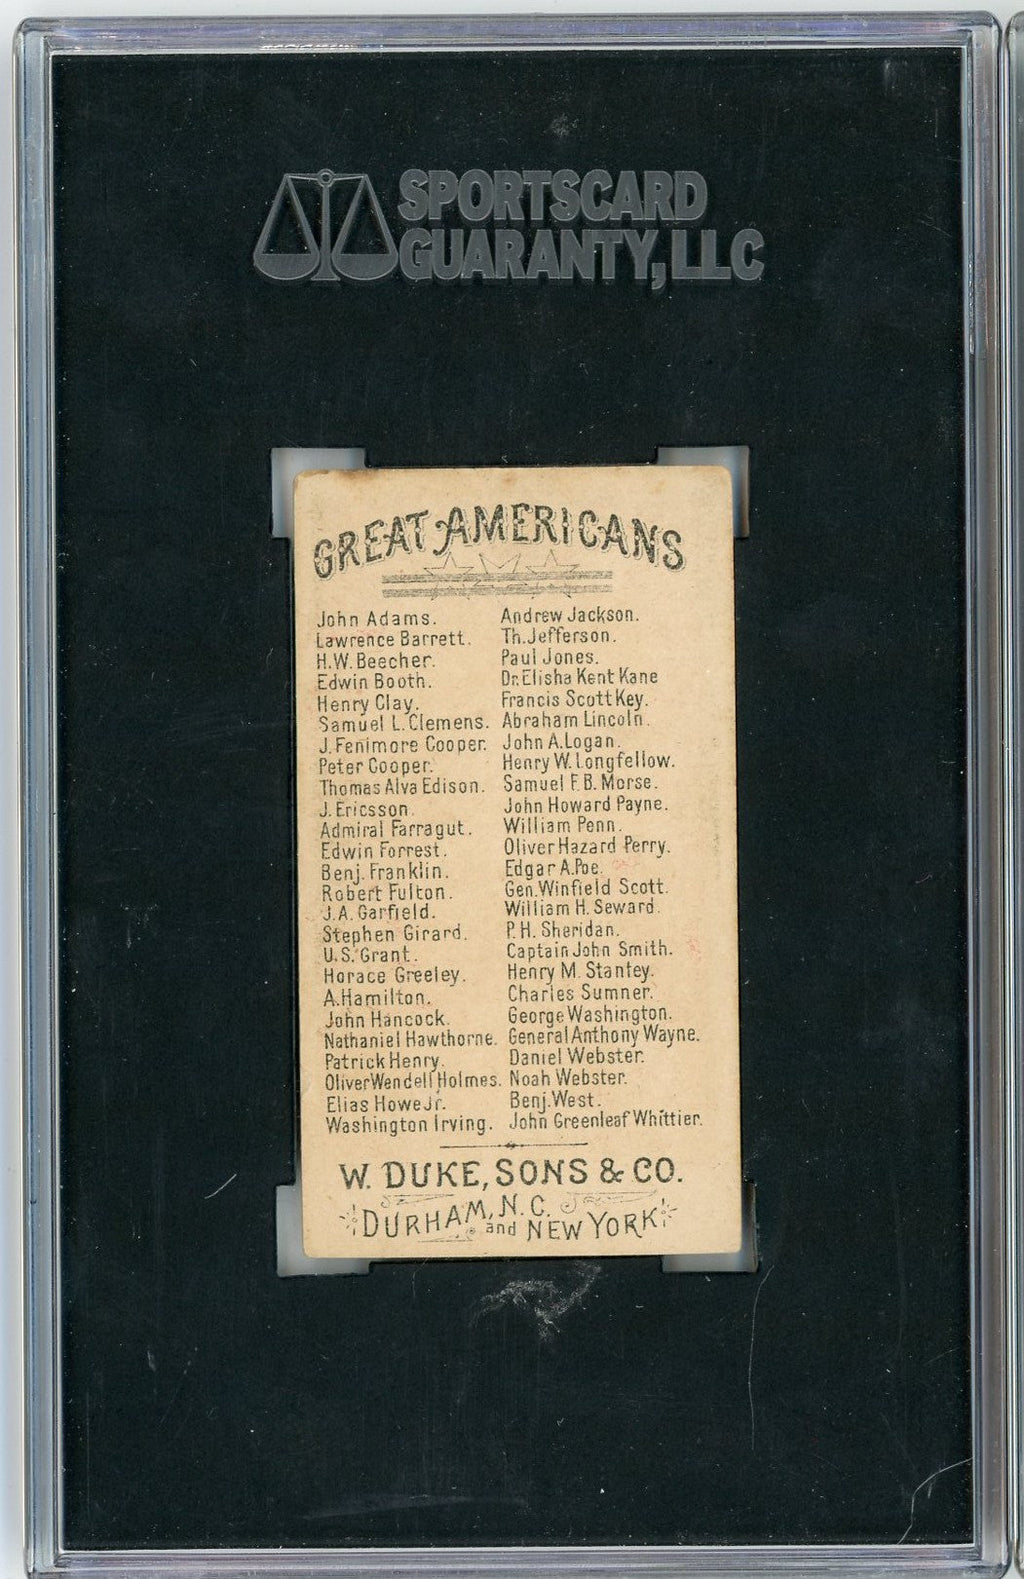 SPORTSCARD
GUARANTY, LLC
GREAT AMERICANS
John Adams.
Lawrence Barrett.
H.W. Beecher.
Edwin Booth.
Henry Clay.
Samuel L. Clemens.
J. Fenimore Cooper.
Peter Cooper.
Thomas Alva Edison.
J. Ericsson.
Admiral Farragut.
Edwin Forrest.
Benj. Franklin.
Robert Fulton.
J.A. Garfield.
Stephen Girard.
U.S. Grant.
Horace Greeley.
A. Hamilton.
John Hancock.
Nathaniel Hawthorne.
Patrick Henry.
Oliver Wendell Holmes.
Elias Howe Jr.
Washington Irving.
Andrew Jackson.
Th. Jefferson.
Paul Jones.
Dr. Elisha Kent Kane
Francis Scott Key.
Abraham Lincoln.
John A. Logan.
Henry W. Longfellow.
Samuel F.B. Morse.
John Howard Payne.
William Penn.
Oliver Hazard Perry.
Edgar A. Poe.
Gen. Winfield Scott.
William H. Seward.
P.H. Sheridan.
Captain John Smith.
Henry M. Stanley.
Charles Sumner.
George Washington.
General Anthony Wayne.
Daniel Webster.
Noah Webster.
Benj. West.
John Greenleaf Whittier.
W. DUKE, SONS & CO.
DURHAM, N.C. and NEW YORK